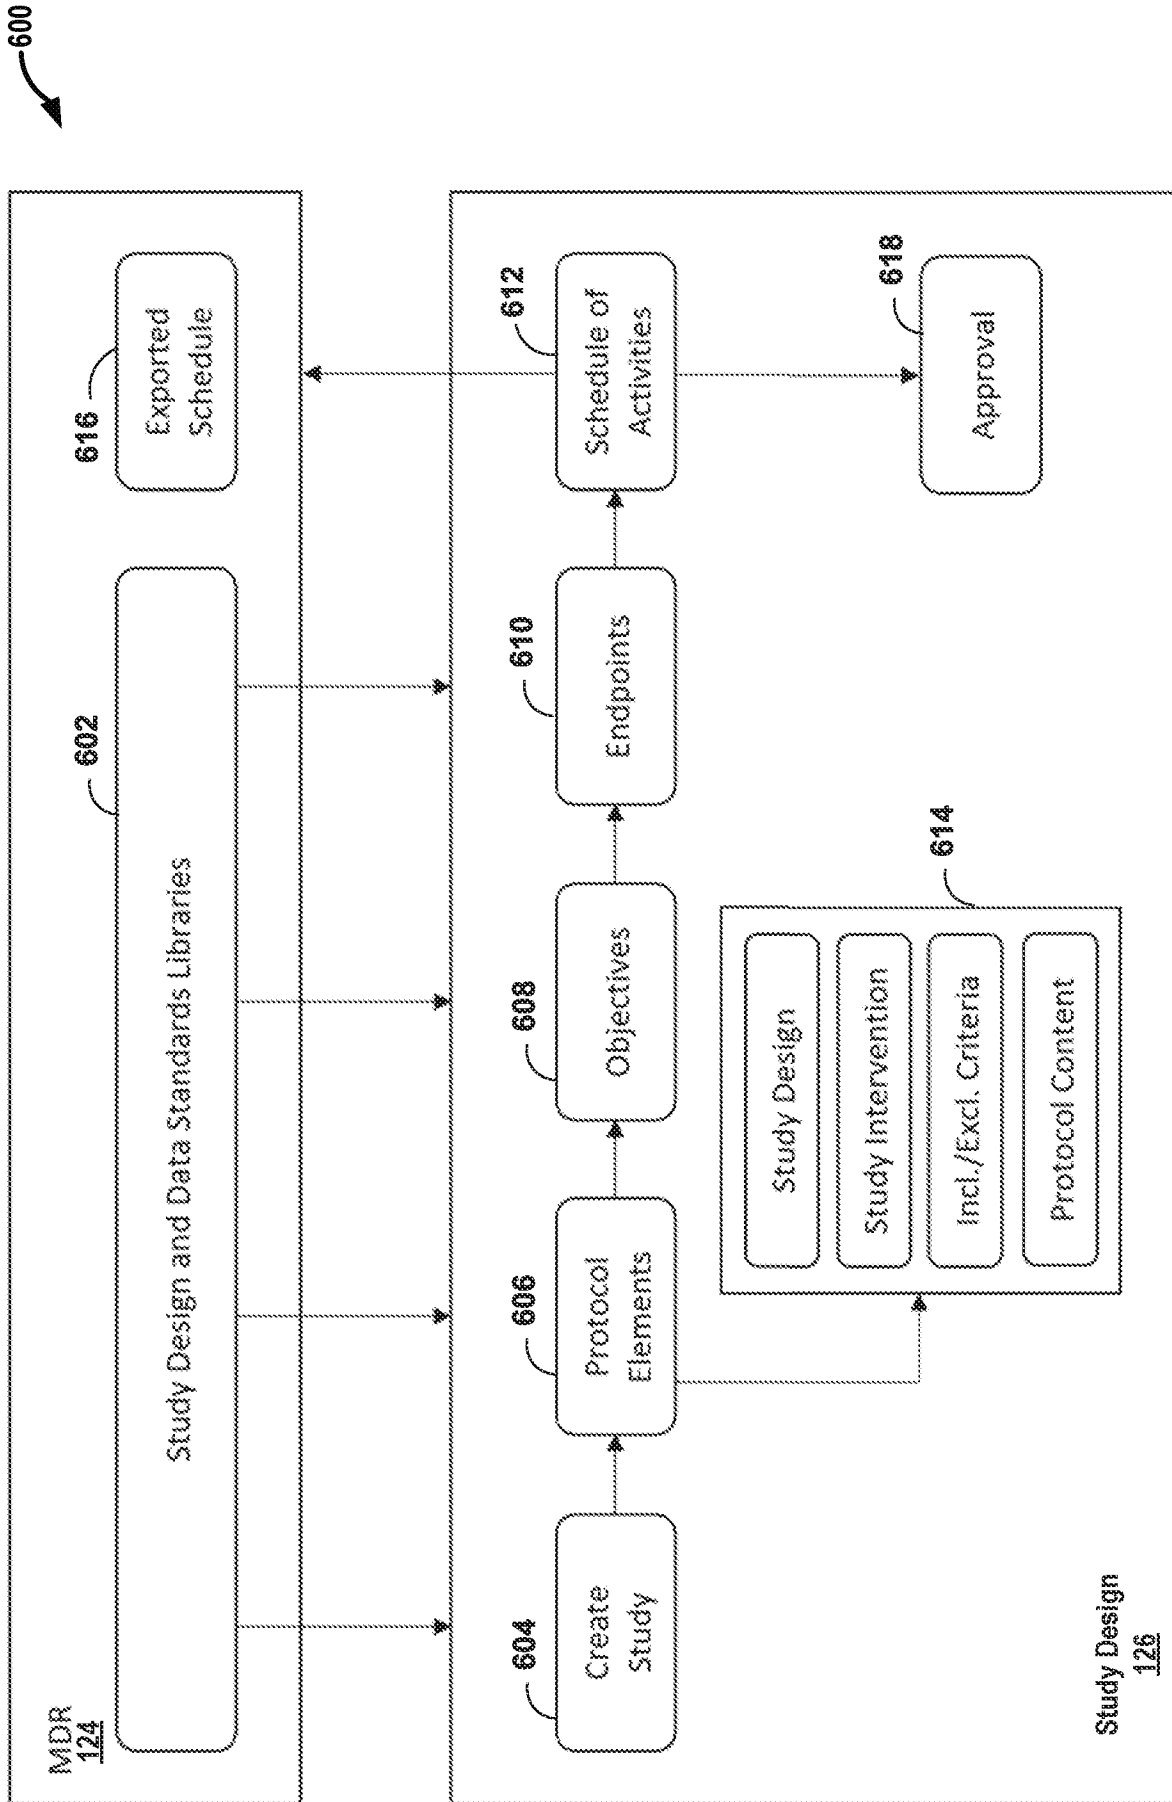 600
MDR
124
602
Study Design and Data Standards Libraries
616
Exported
Schedule
604
Create
Study
606
Protocol
Elements
608
Objectives
610
Endpoints
612
Schedule of
Activities
614
Study Design
Study Intervention
Incl./Excl. Criteria
Protocol Content
618
Approval
Study Design
126